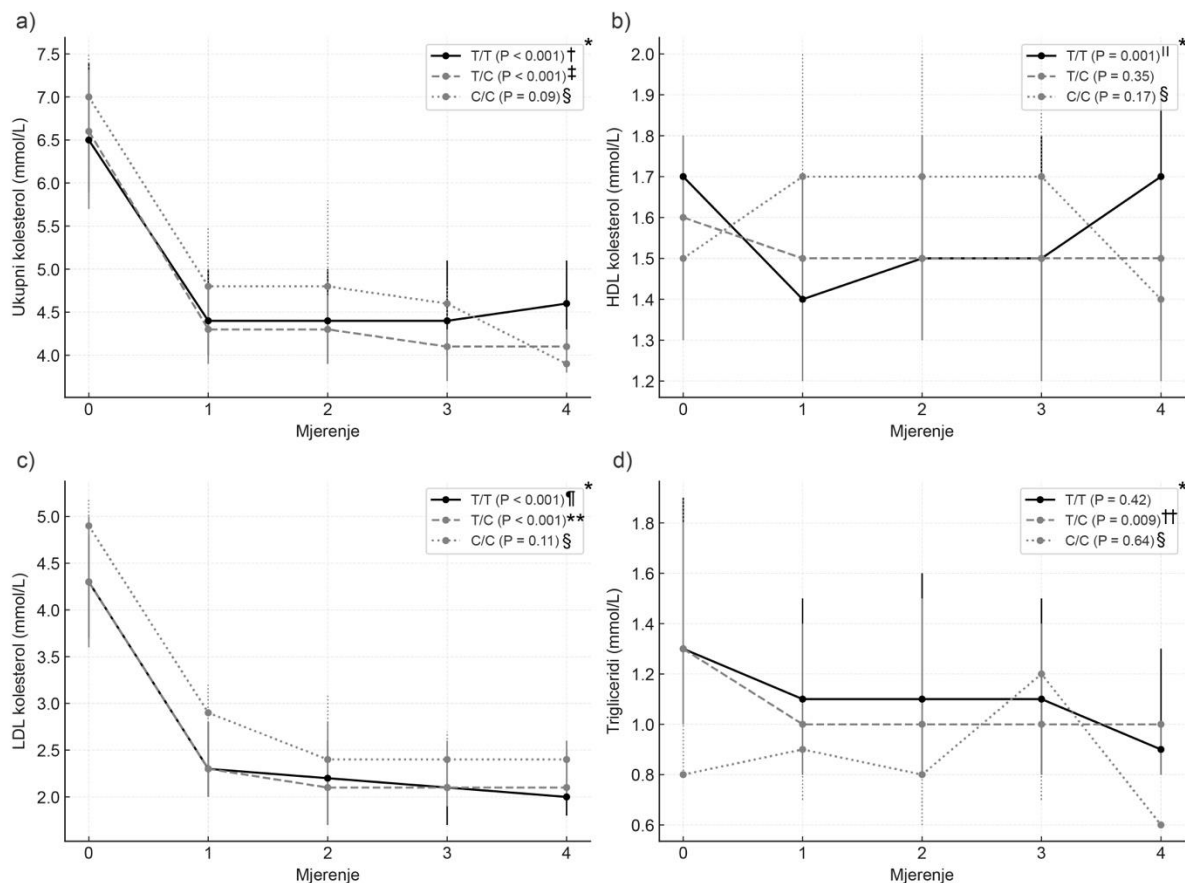 a)
*
T/T (P < 0.001)†
T/C (P < 0.001)‡
C/C (P = 0.09)§
Ukupni kolesterol (mmol/L)
7.5
7.0
6.5
6.0
5.5
5.0
4.5
4.0
0 1 2 3 4
Mjerenje
b)
*
T/T (P = 0.001)||
T/C (P = 0.35)
C/C (P = 0.17)§
HDL kolesterol (mmol/L)
2.0
1.9
1.8
1.7
1.6
1.5
1.4
1.3
1.2
0 1 2 3 4
Mjerenje
c)
*
T/T (P < 0.001)¶
T/C (P < 0.001)**
C/C (P = 0.11)§
LDL kolesterol (mmol/L)
5.0
4.5
4.0
3.5
3.0
2.5
2.0
0 1 2 3 4
Mjerenje
d)
*
T/T (P = 0.42)
T/C (P = 0.009)††
C/C (P = 0.64)§
Trigliceridi (mmol/L)
1.8
1.6
1.4
1.2
1.0
0.8
0.6
0 1 2 3 4
Mjerenje